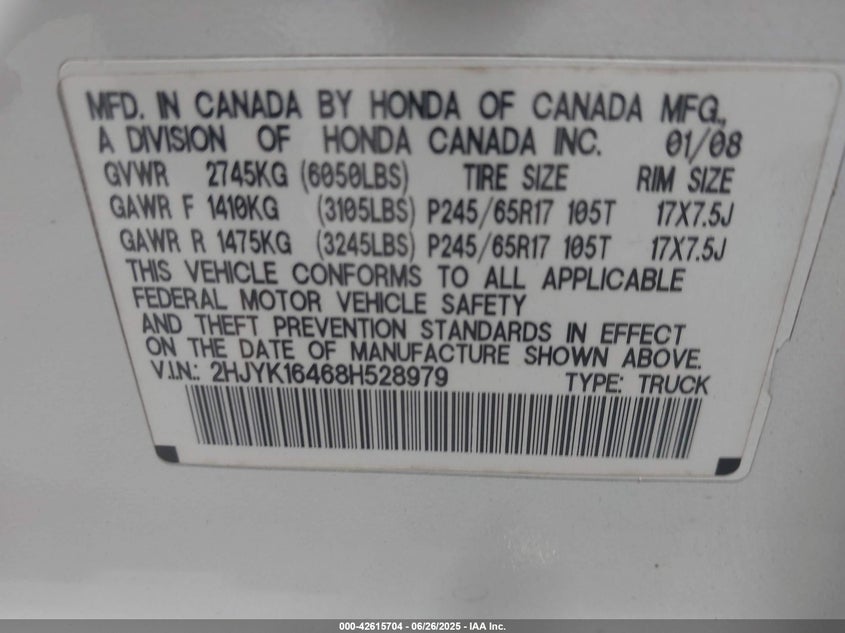 MFD. IN CANADA BY HONDA OF CANADA MFG.,
A DIVISION OF HONDA CANADA INC. 01/08
GVWR 2745KG (6050LBS) TIRE SIZE RIM SIZE
GAWR F 1410KG (3105LBS) P245/65R17 105T 17X7.5J
GAWR R 1475KG (3245LBS) P245/65R17 105T 17X7.5J
THIS VEHICLE CONFORMS TO ALL APPLICABLE
FEDERAL MOTOR VEHICLE SAFETY
AND THEFT PREVENTION STANDARDS IN EFFECT
ON THE DATE OF MANUFACTURE SHOWN ABOVE.
V.I.N.: 2HJYK16468H528979 TYPE: TRUCK
000-42615704 - 06/26/2025 - IAA Inc.